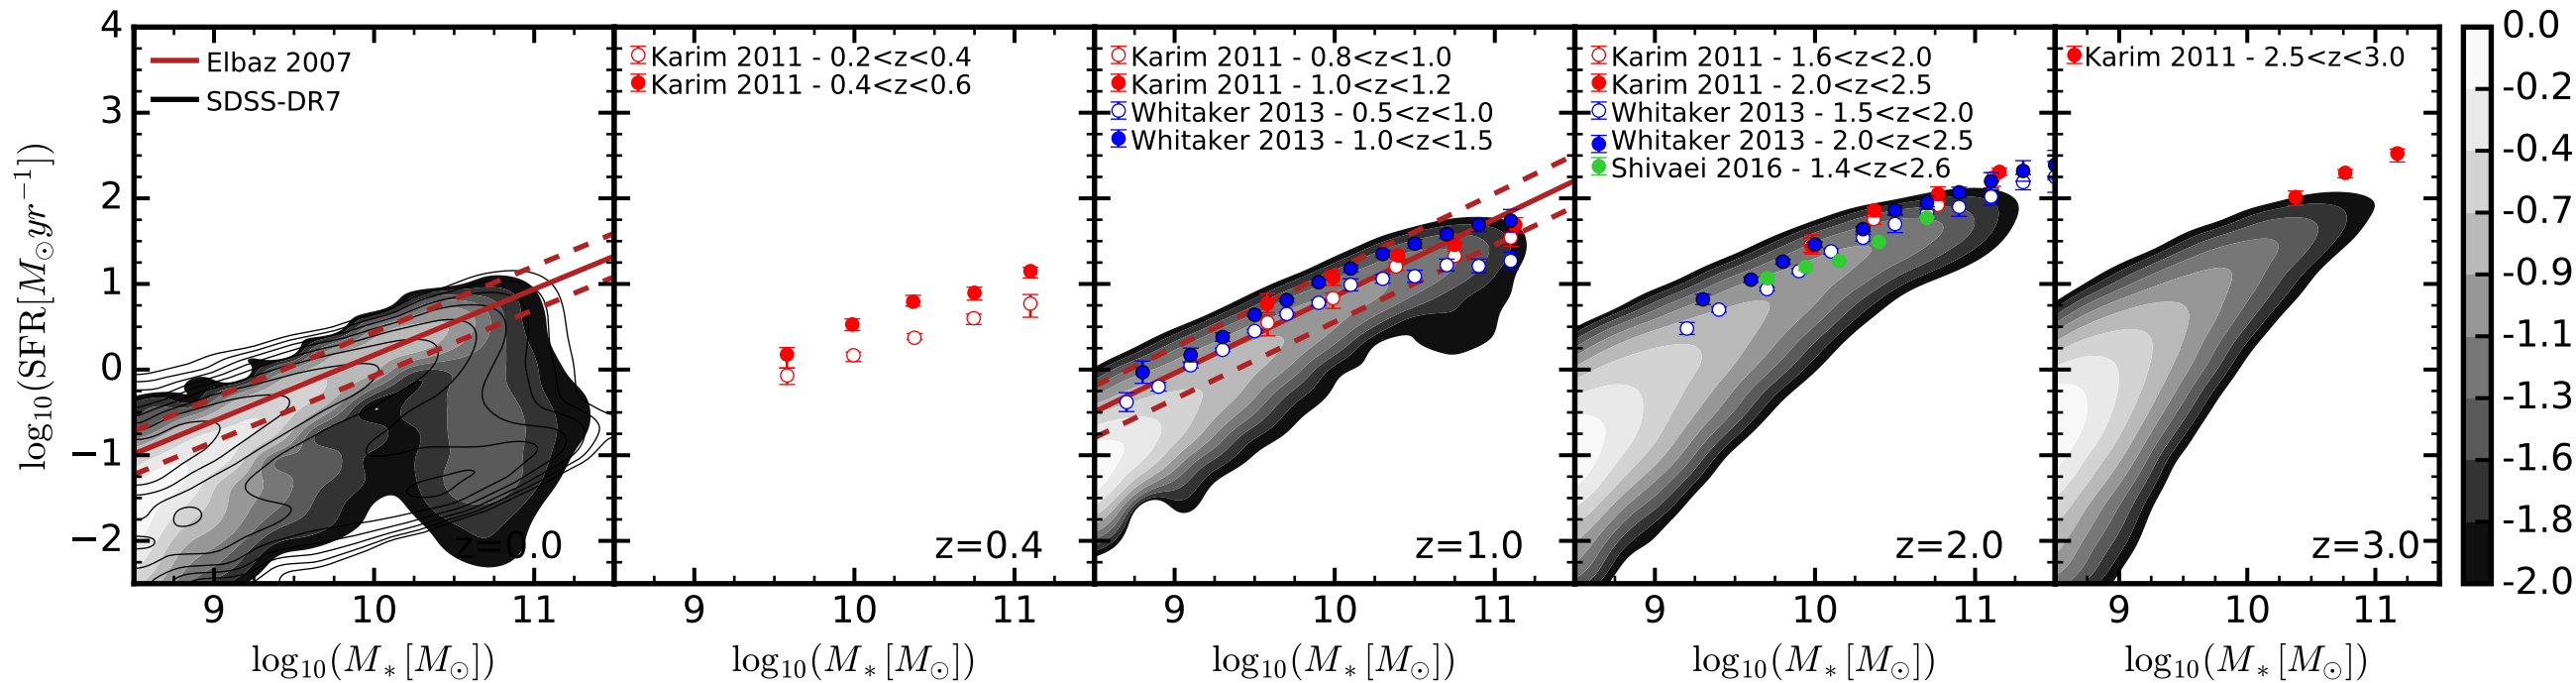 4
3
2
1
0
−1
−2
log₁₀(SFR[M⊙yr⁻¹])
Elbaz 2007
SDSS-DR7
z=0.0
9 10 11
log₁₀(M*[M⊙])
Karim 2011 - 0.2<z<0.4
Karim 2011 - 0.4<z<0.6
z=0.4
9 10 11
log₁₀(M*[M⊙])
Karim 2011 - 0.8<z<1.0
Karim 2011 - 1.0<z<1.2
Whitaker 2013 - 0.5<z<1.0
Whitaker 2013 - 1.0<z<1.5
z=1.0
9 10 11
log₁₀(M*[M⊙])
Karim 2011 - 1.6<z<2.0
Karim 2011 - 2.0<z<2.5
Whitaker 2013 - 1.5<z<2.0
Whitaker 2013 - 2.0<z<2.5
Shivaei 2016 - 1.4<z<2.6
z=2.0
9 10 11
log₁₀(M*[M⊙])
Karim 2011 - 2.5<z<3.0
z=3.0
9 10 11
log₁₀(M*[M⊙])
0.0
-0.2
-0.4
-0.7
-0.9
-1.1
-1.3
-1.6
-1.8
-2.0